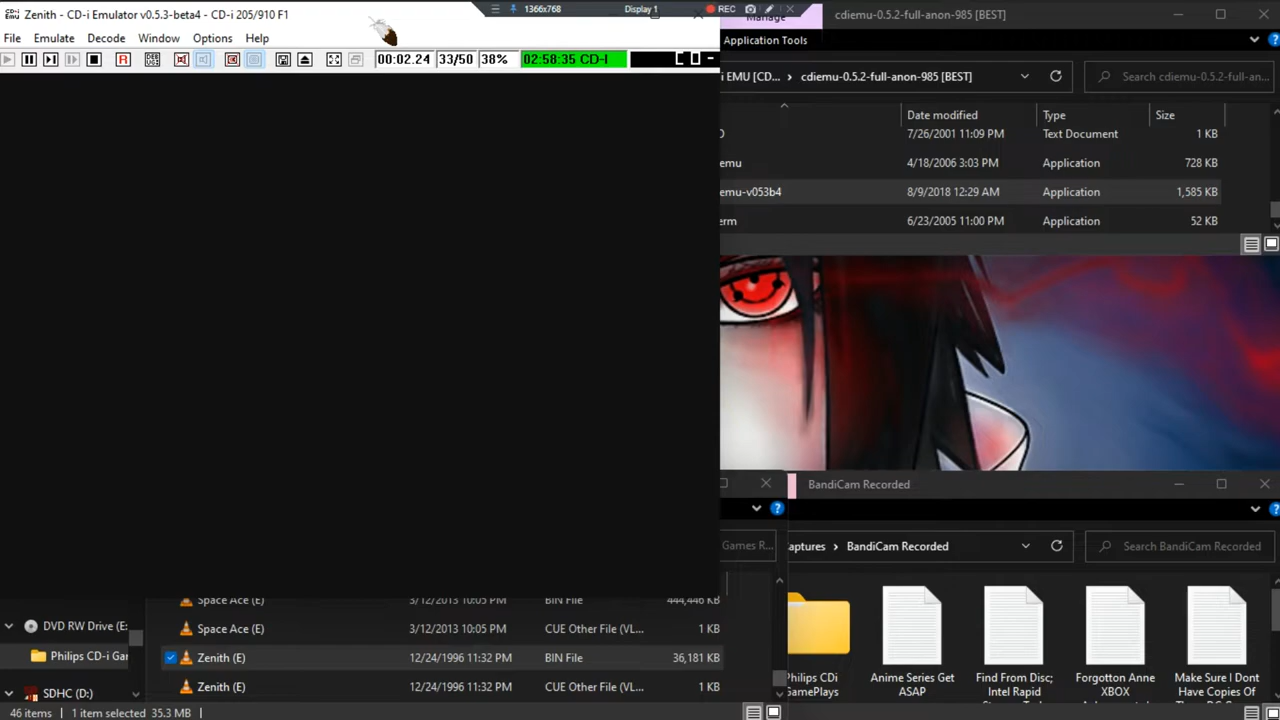 Zenith - CD-i Emulator v0.5.3-beta4 - CD-i 205/910 F1
File Emulate Decode Window Options Help
R 00:02.24 33/50 38% 02:58:35 CD-I CD-
1366x768 Display 1 REC
Manage cdiemu-0.5.2-full-anon-985 [BEST]
Application Tools
i EMU [CD... > cdiemu-0.5.2-full-anon-985 [BEST] Search cdiemu-0.5.2-full-an...
Date modified Type Size
D 7/26/2001 11:09 PM Text Document 1 KB
emu 4/18/2006 3:03 PM Application 728 KB
emu-v053b4 8/9/2018 12:29 AM Application 1,585 KB
erm 6/23/2005 11:00 PM Application 52 KB
BandiCam Recorded
Games R...
aptures > BandiCam Recorded Search BandiCam Recorded
Space Ace (E) 3/12/2013 10:05 PM BIN File 444,446 KB
DVD RW Drive (E: Space Ace (E) 3/12/2013 10:05 PM CUE Other File (VL... 1 KB
Philips CD-i Gar Zenith (E) 12/24/1996 11:32 PM BIN File 36,181 KB
SDHC (D:) Zenith (E) 12/24/1996 11:32 PM CUE Other File (VL... 1 KB
Philips CDi GamePlays
Anime Series Get ASAP
Find From Disc; Intel Rapid
Forgotton Anne XBOX
Make Sure I Dont Have Copies Of
46 items 1 item selected 35.3 MB